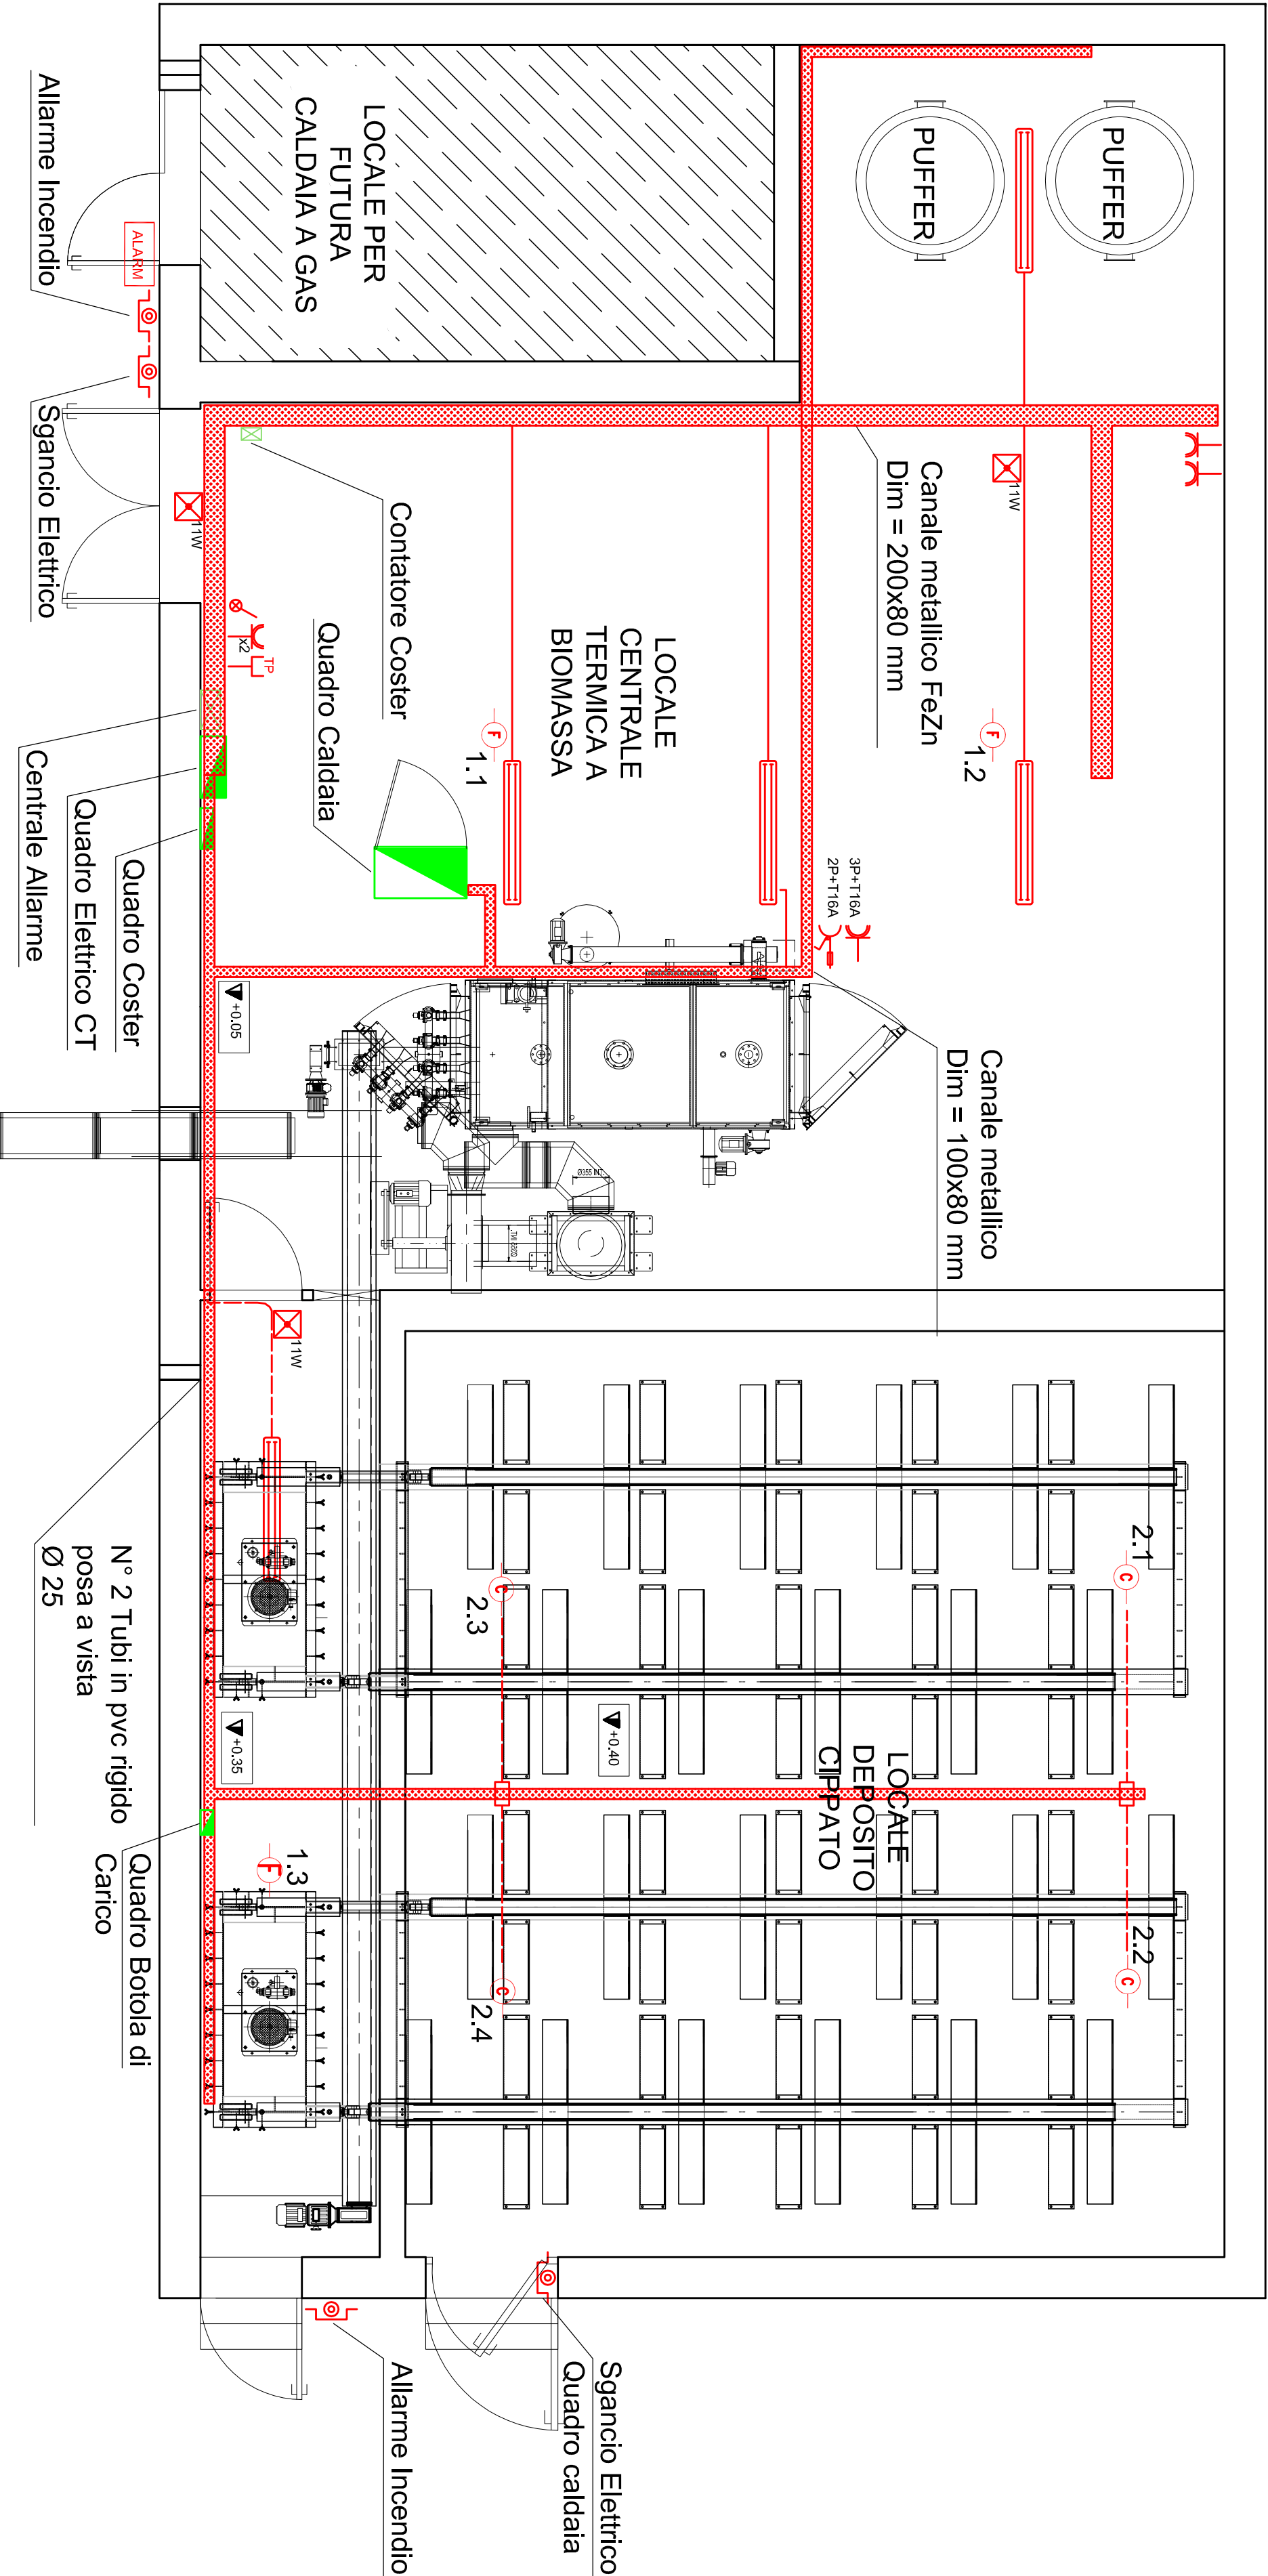 PUFFER
PUFFER
LOCALE PER
FUTURA
CALDAIA A GAS
Allarme Incendio
ALARM
Sgancio Elettrico
11W
11W
Canale metallico FeZn
Dim = 200x80 mm
Contatore Coster
Quadro Caldaia
x2
TP
LOCALE
CENTRALE
TERMICA A
BIOMASSA
F
1.1
F
1.2
3P+T16A
2P+T16A
Centrale Allarme
Quadro Elettrico CT
Quadro Coster
+0.05
Canale metallico
Dim = 100x80 mm
Ø355 INT.
Ø355 INT.
11W
N° 2 Tubi in pvc rigido
posa a vista
Ø 25
2.1
C
C
2.3
+0.40
+0.35
LOCALE
DEPOSITO
CIPPATO
1.3
F
2.2
C
C
2.4
Quadro Botola di
Carico
Sgancio Elettrico
Quadro caldaia
Allarme Incendio